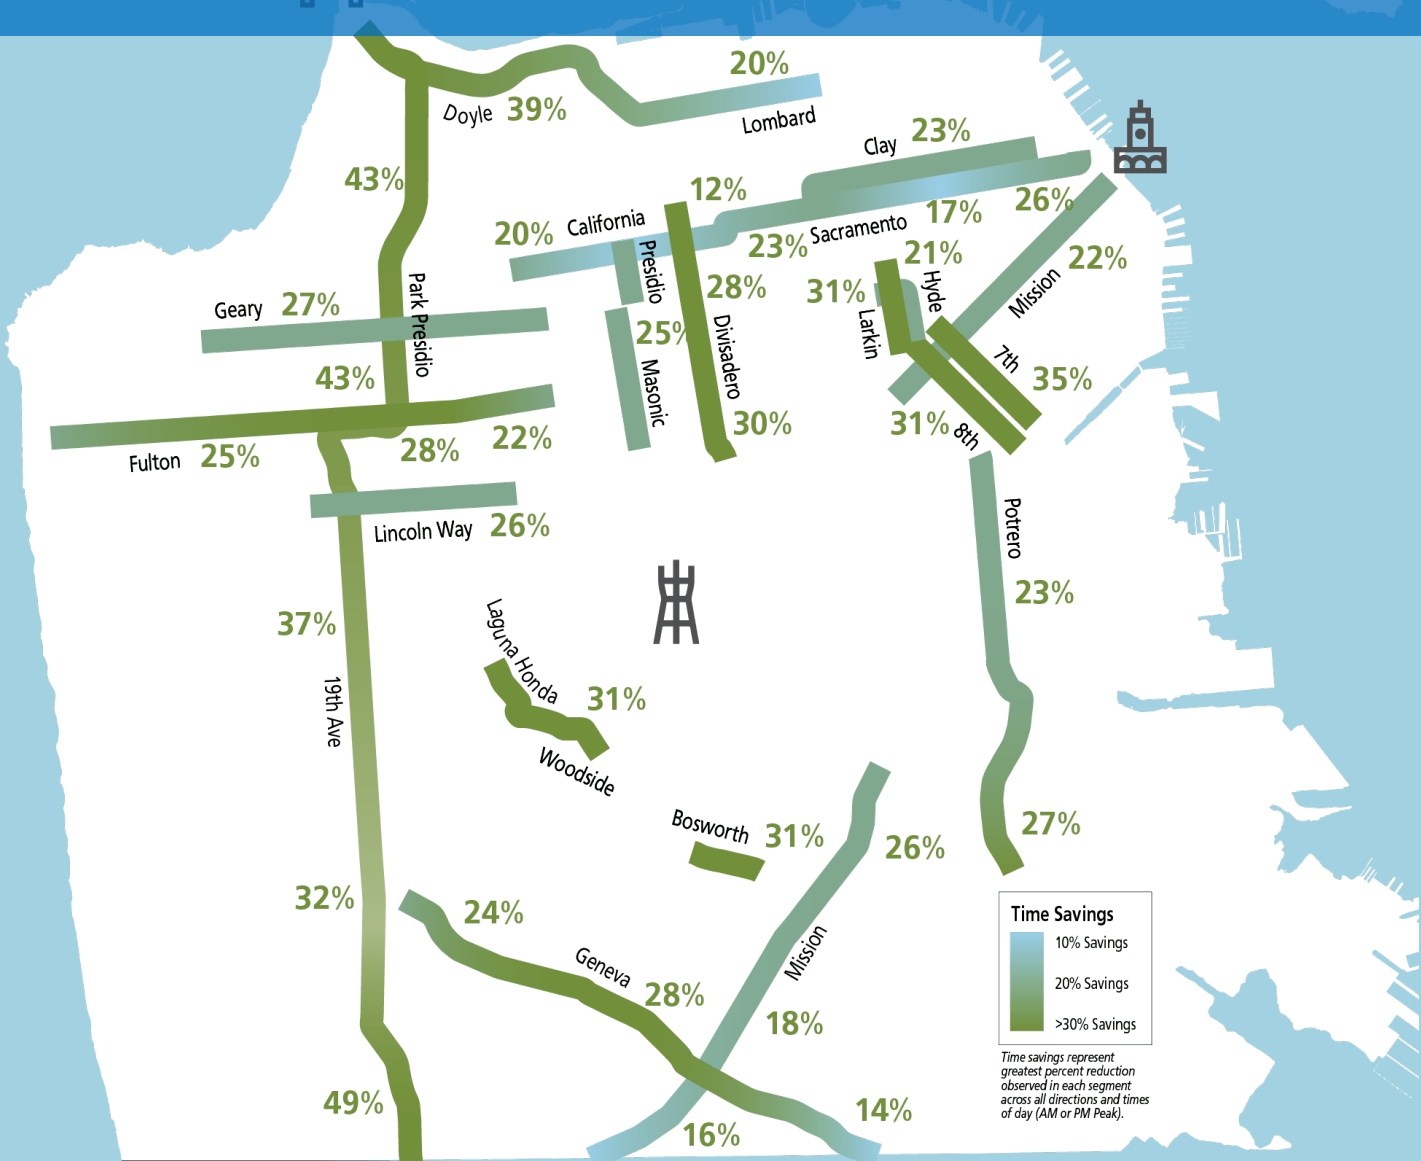 20%
Doyle
39%
Lombard
Clay
23%
43%
12%
26%
California
20%
17%
Sacramento
23%
Presidio
21%
22%
Park Presidio
28%
31%
Hyde
Mission
Geary
27%
Larkin
Divisadero
25%
7th
Masonic
43%
35%
30%
31%
8th
22%
28%
Fulton
25%
Lincoln Way
26%
Potrero
23%
Laguna Honda
37%
31%
19th Ave
Woodside
Bosworth
31%
27%
26%
32%
24%
Mission
Geneva
28%
18%
49%
14%
16%
Time Savings
10% Savings
20% Savings
>30% Savings
Time savings represent
greatest percent reduction
observed in each segment
across all directions and times
of day (AM or PM Peak).